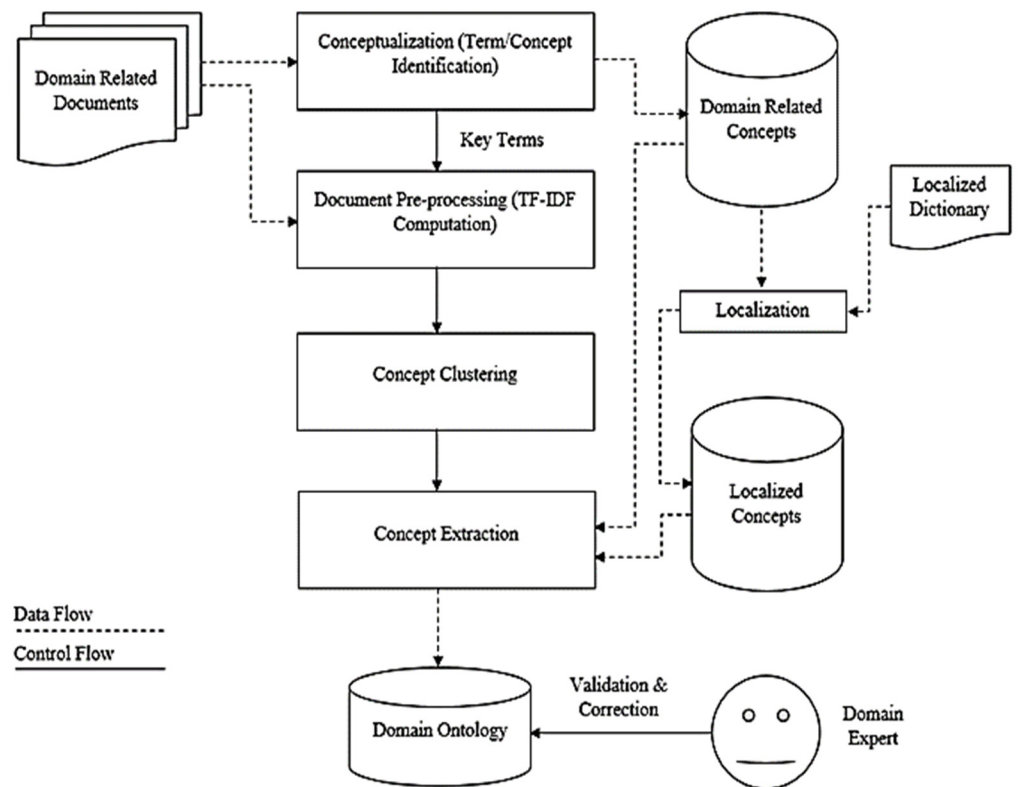 Domain Related
Documents
Conceptualization (Term/Concept
Identification)
Domain Related
Concepts
Key Terms
Document Pre-processing (TF-IDF
Computation)
Localized
Dictionary
Localization
Concept Clustering
Localized
Concepts
Concept Extraction
Data Flow
Control Flow
Domain Ontology
Validation &
Correction
Domain
Expert